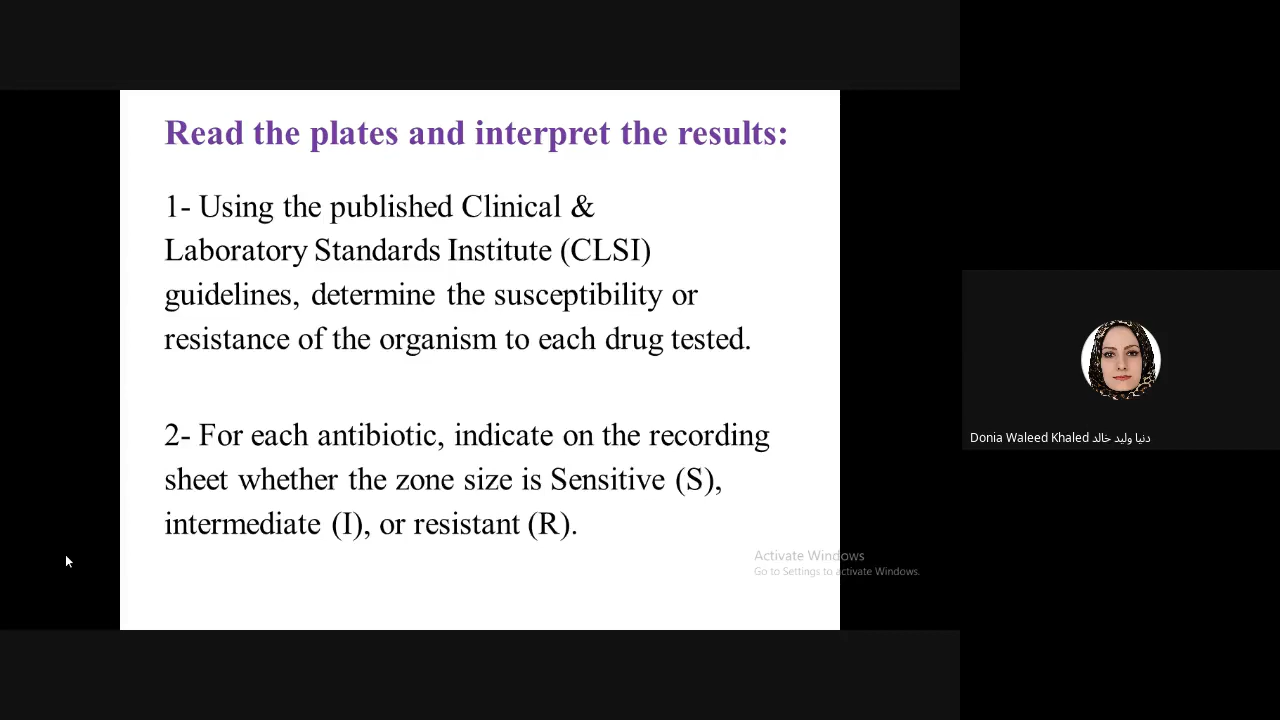 Read the plates and interpret the results:
1- Using the published Clinical &
Laboratory Standards Institute (CLSI)
guidelines, determine the susceptibility or
resistance of the organism to each drug tested.
2- For each antibiotic, indicate on the recording
sheet whether the zone size is Sensitive (S),
intermediate (I), or resistant (R).
Activate Windows
Go to Settings to activate Windows.
Donia Waleed Khaled دنيا وليد خالد